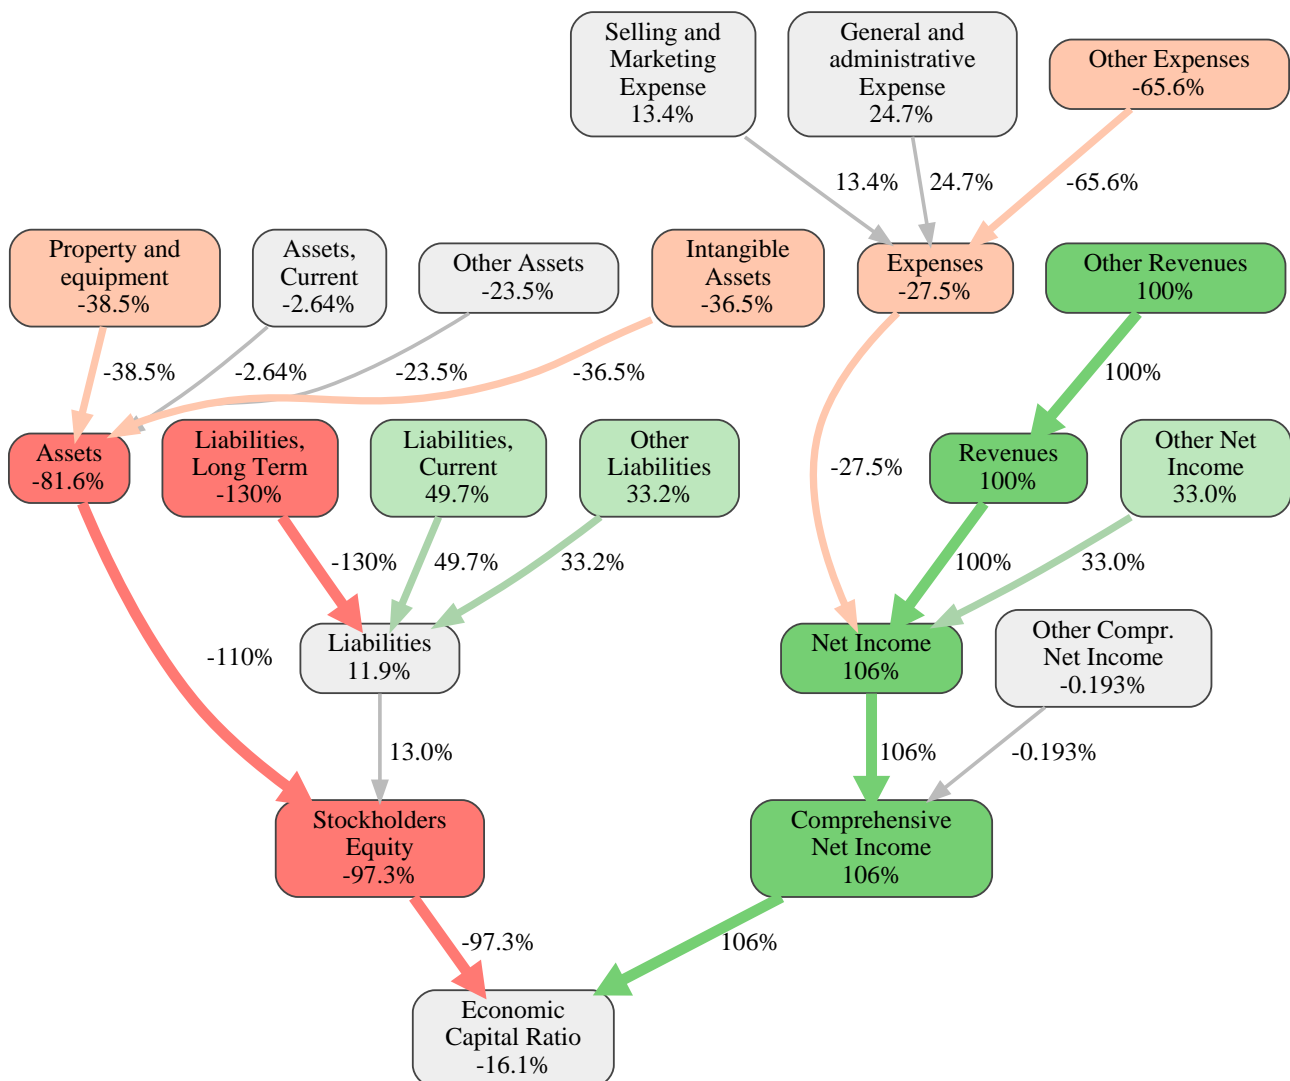 Selling and
Marketing
Expense
13.4%
General and
administrative
Expense
24.7%
Other Expenses
-65.6%
13.4%
24.7%
-65.6%
Property and
equipment
-38.5%
Assets,
Current
-2.64%
Other Assets
-23.5%
Intangible
Assets
-36.5%
Expenses
-27.5%
Other Revenues
100%
-38.5%
-2.64%
-23.5%
-36.5%
100%
Assets
-81.6%
Liabilities,
Long Term
-130%
Liabilities,
Current
49.7%
Other
Liabilities
33.2%
-27.5%
Revenues
100%
Other Net
Income
33.0%
-130%
49.7%
33.2%
100%
33.0%
-110%
Liabilities
11.9%
Net Income
106%
Other Compr.
Net Income
-0.193%
13.0%
106%
-0.193%
Stockholders
Equity
-97.3%
Comprehensive
Net Income
106%
-97.3%
106%
Economic
Capital Ratio
-16.1%